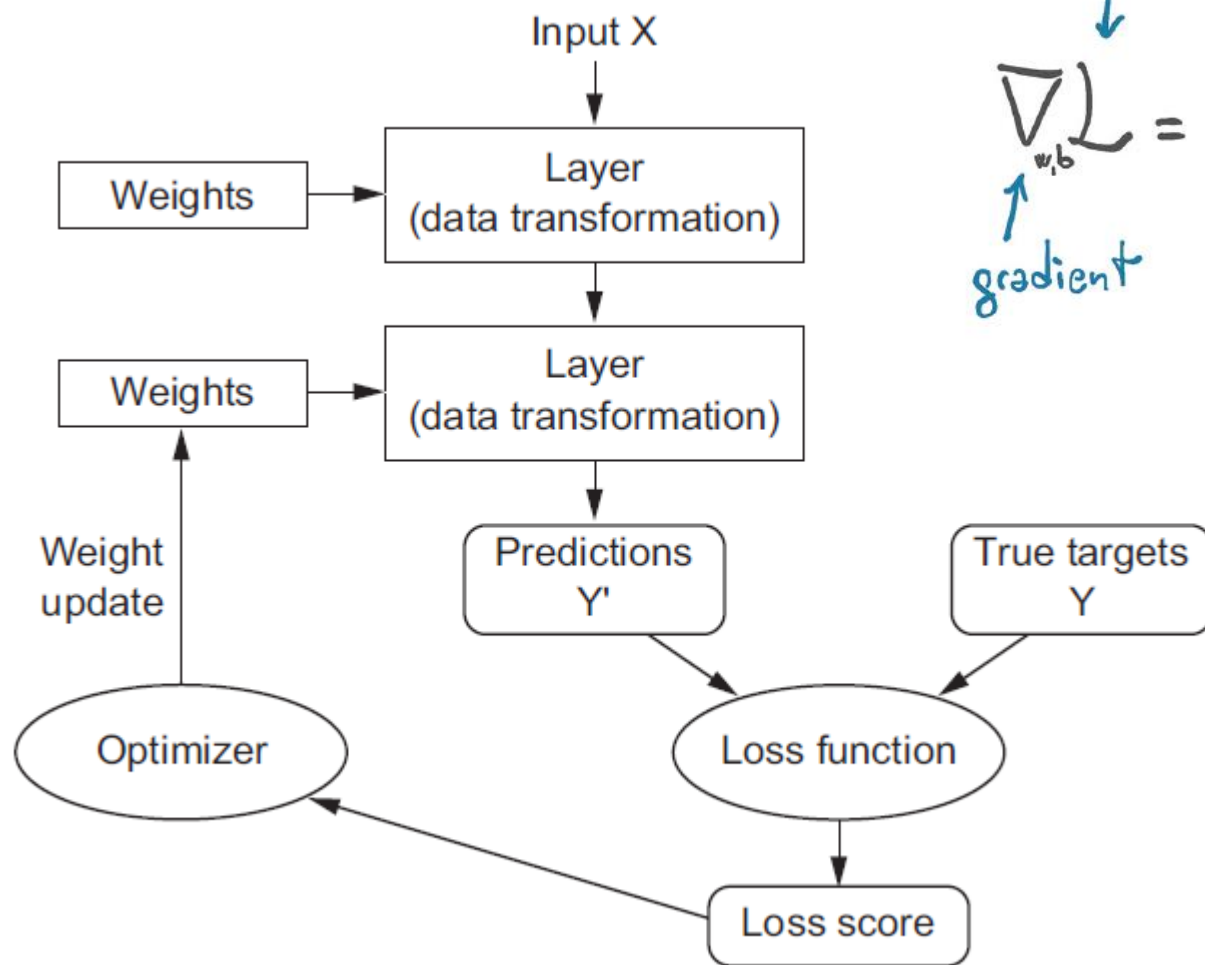 Input X
Layer
(data transformation)
Weights
Layer
(data transformation)
Weights
Weight
update
Predictions
Y'
True targets
Y
Optimizer
Loss function
Loss score
∇w,b L =
gradient